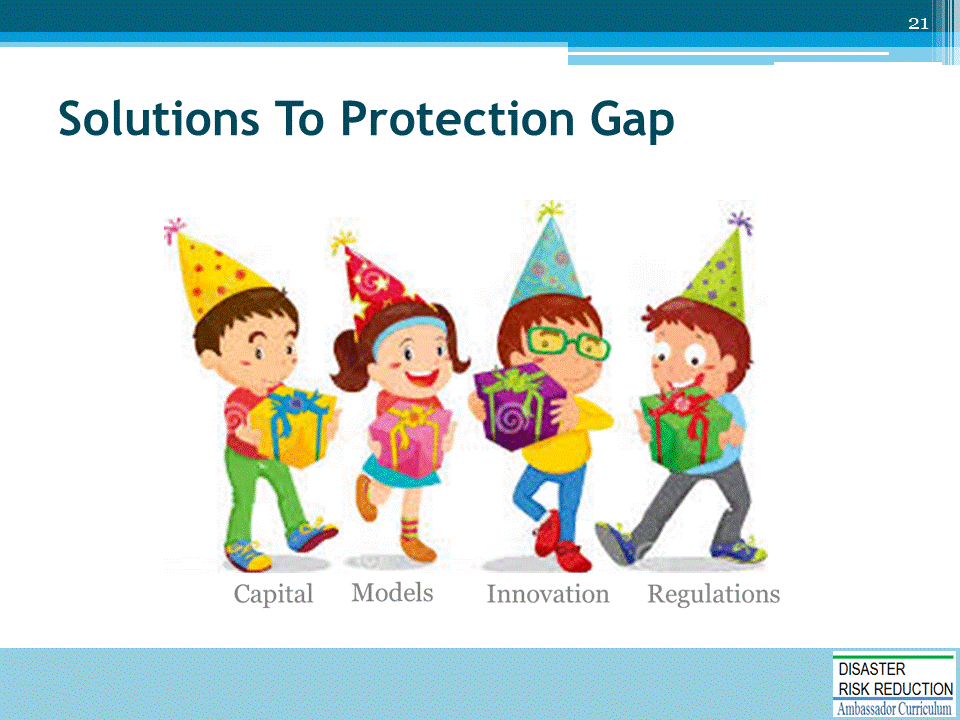 21
Solutions To Protection Gap
Capital Models Innovation Regulations
DISASTER
RISK REDUCTION
Ambassador Curriculum